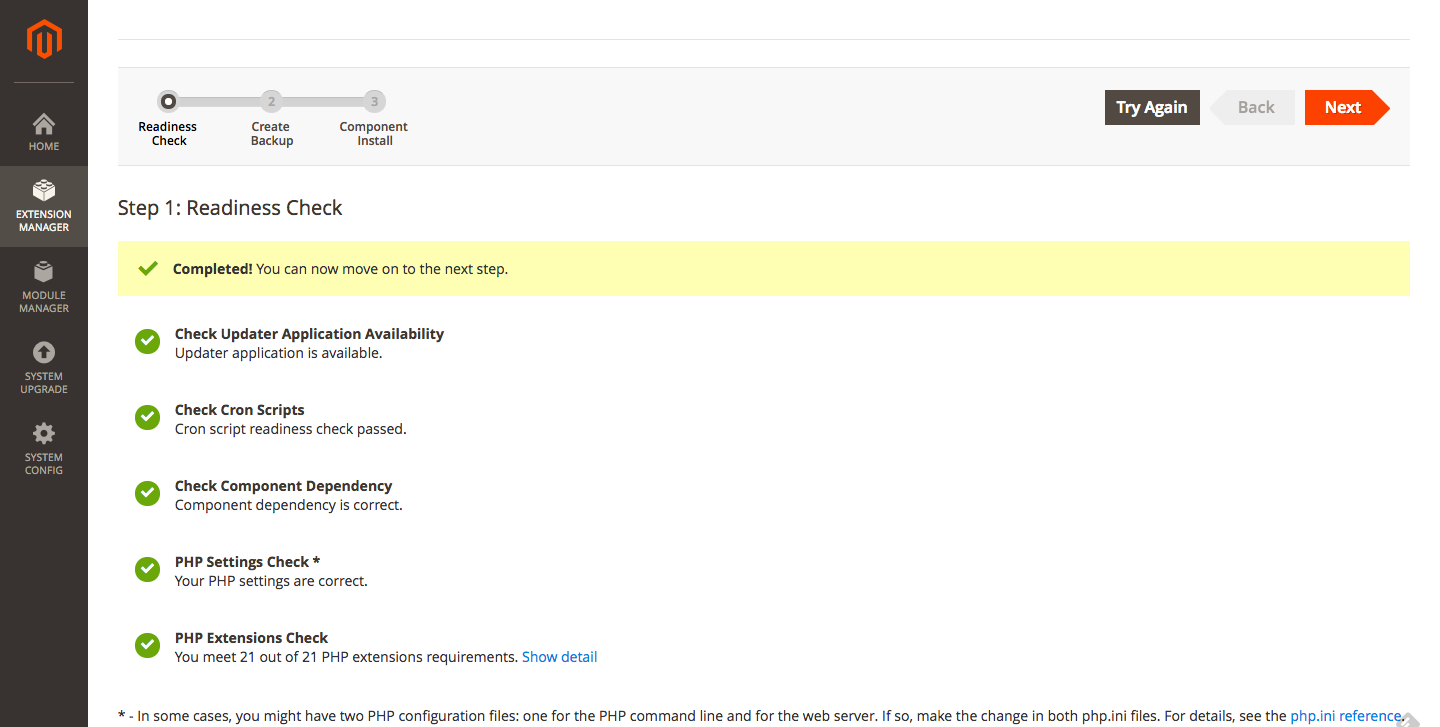 2
3
Readiness
Check
Create
Backup
Component
Install
Try Again
Back
Next
HOME
EXTENSION
MANAGER
MODULE
MANAGER
SYSTEM
UPGRADE
SYSTEM
CONFIG
Step 1: Readiness Check
Completed! You can now move on to the next step.
Check Updater Application Availability
Updater application is available.
Check Cron Scripts
Cron script readiness check passed.
Check Component Dependency
Component dependency is correct.
PHP Settings Check *
Your PHP settings are correct.
PHP Extensions Check
You meet 21 out of 21 PHP extensions requirements. Show detail
* - In some cases, you might have two PHP configuration files: one for the PHP command line and for the web server. If so, make the change in both php.ini files. For details, see the php.ini reference.